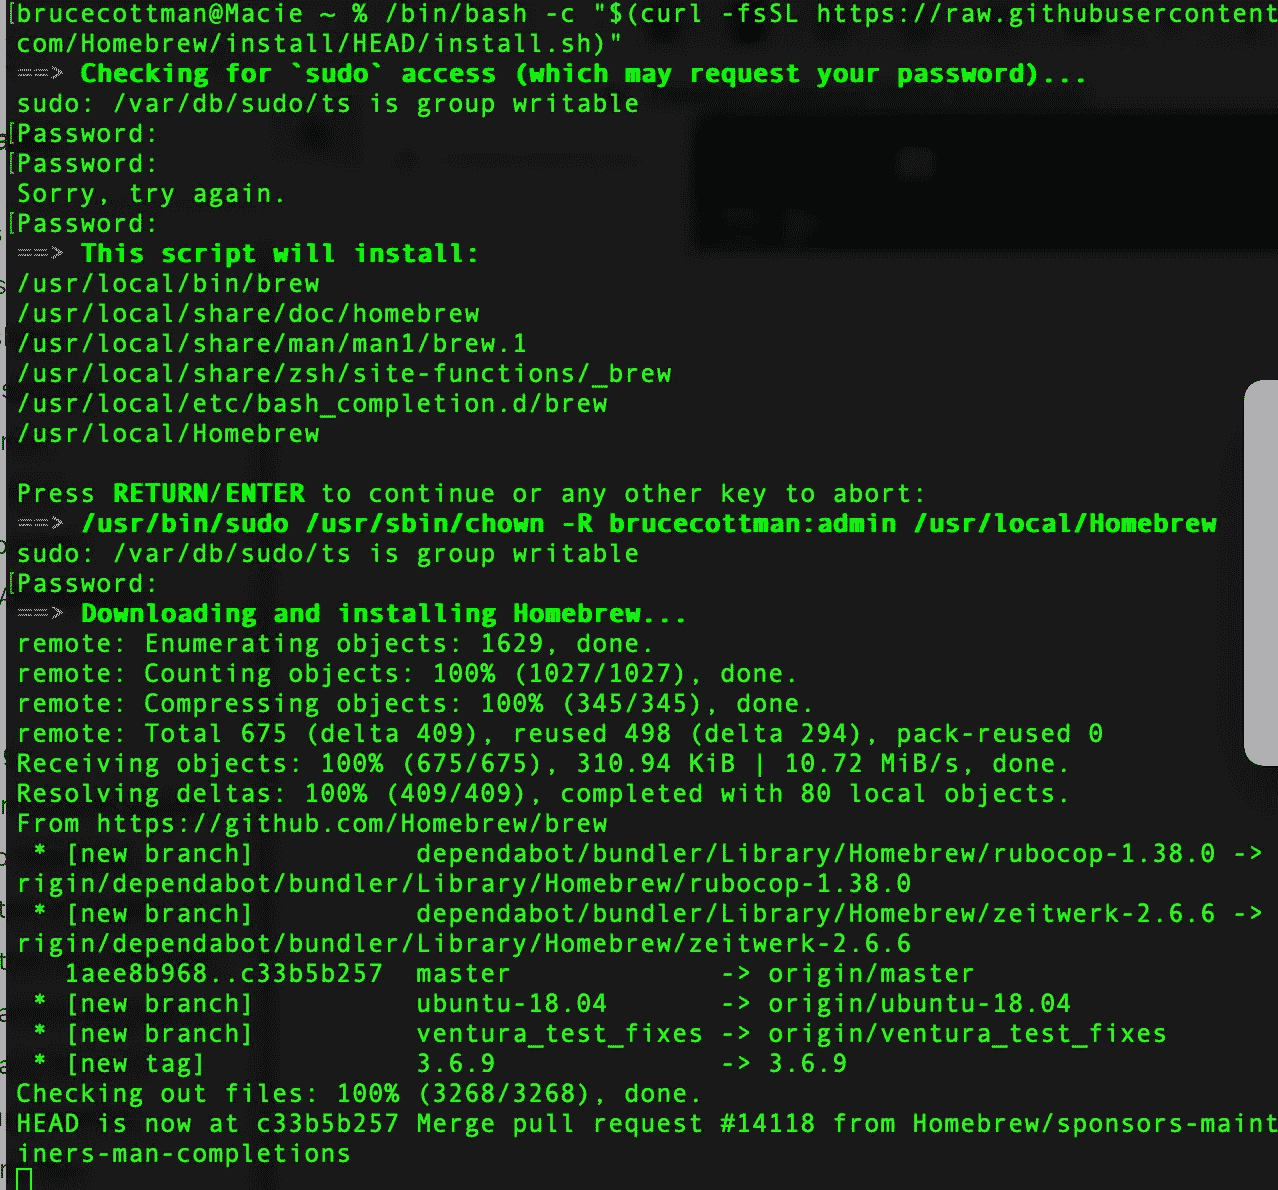 [brucecottman@Macie ~ % /bin/bash -c "$(curl -fsSL https://raw.githubusercontent
com/Homebrew/install/HEAD/install.sh)"
==> Checking for `sudo` access (which may request your password)...
sudo: /var/db/sudo/ts is group writable
[Password:
[Password:
Sorry, try again.
[Password:
==> This script will install:
/usr/local/bin/brew
/usr/local/share/doc/homebrew
/usr/local/share/man/man1/brew.1
/usr/local/share/zsh/site-functions/_brew
/usr/local/etc/bash_completion.d/brew
/usr/local/Homebrew
Press RETURN/ENTER to continue or any other key to abort:
==> /usr/bin/sudo /usr/sbin/chown -R brucecottman:admin /usr/local/Homebrew
sudo: /var/db/sudo/ts is group writable
[Password:
==> Downloading and installing Homebrew...
remote: Enumerating objects: 1629, done.
remote: Counting objects: 100% (1027/1027), done.
remote: Compressing objects: 100% (345/345), done.
remote: Total 675 (delta 409), reused 498 (delta 294), pack-reused 0
Receiving objects: 100% (675/675), 310.94 KiB | 10.72 MiB/s, done.
Resolving deltas: 100% (409/409), completed with 80 local objects.
From https://github.com/Homebrew/brew
 * [new branch]          dependabot/bundler/Library/Homebrew/rubocop-1.38.0 ->
rigin/dependabot/bundler/Library/Homebrew/rubocop-1.38.0
 * [new branch]          dependabot/bundler/Library/Homebrew/zeitwerk-2.6.6 ->
rigin/dependabot/bundler/Library/Homebrew/zeitwerk-2.6.6
   1aee8b968..c33b5b257  master             -> origin/master
 * [new branch]          ubuntu-18.04       -> origin/ubuntu-18.04
 * [new branch]          ventura_test_fixes -> origin/ventura_test_fixes
 * [new tag]             3.6.9              -> 3.6.9
Checking out files: 100% (3268/3268), done.
HEAD is now at c33b5b257 Merge pull request #14118 from Homebrew/sponsors-maint
iners-man-completions